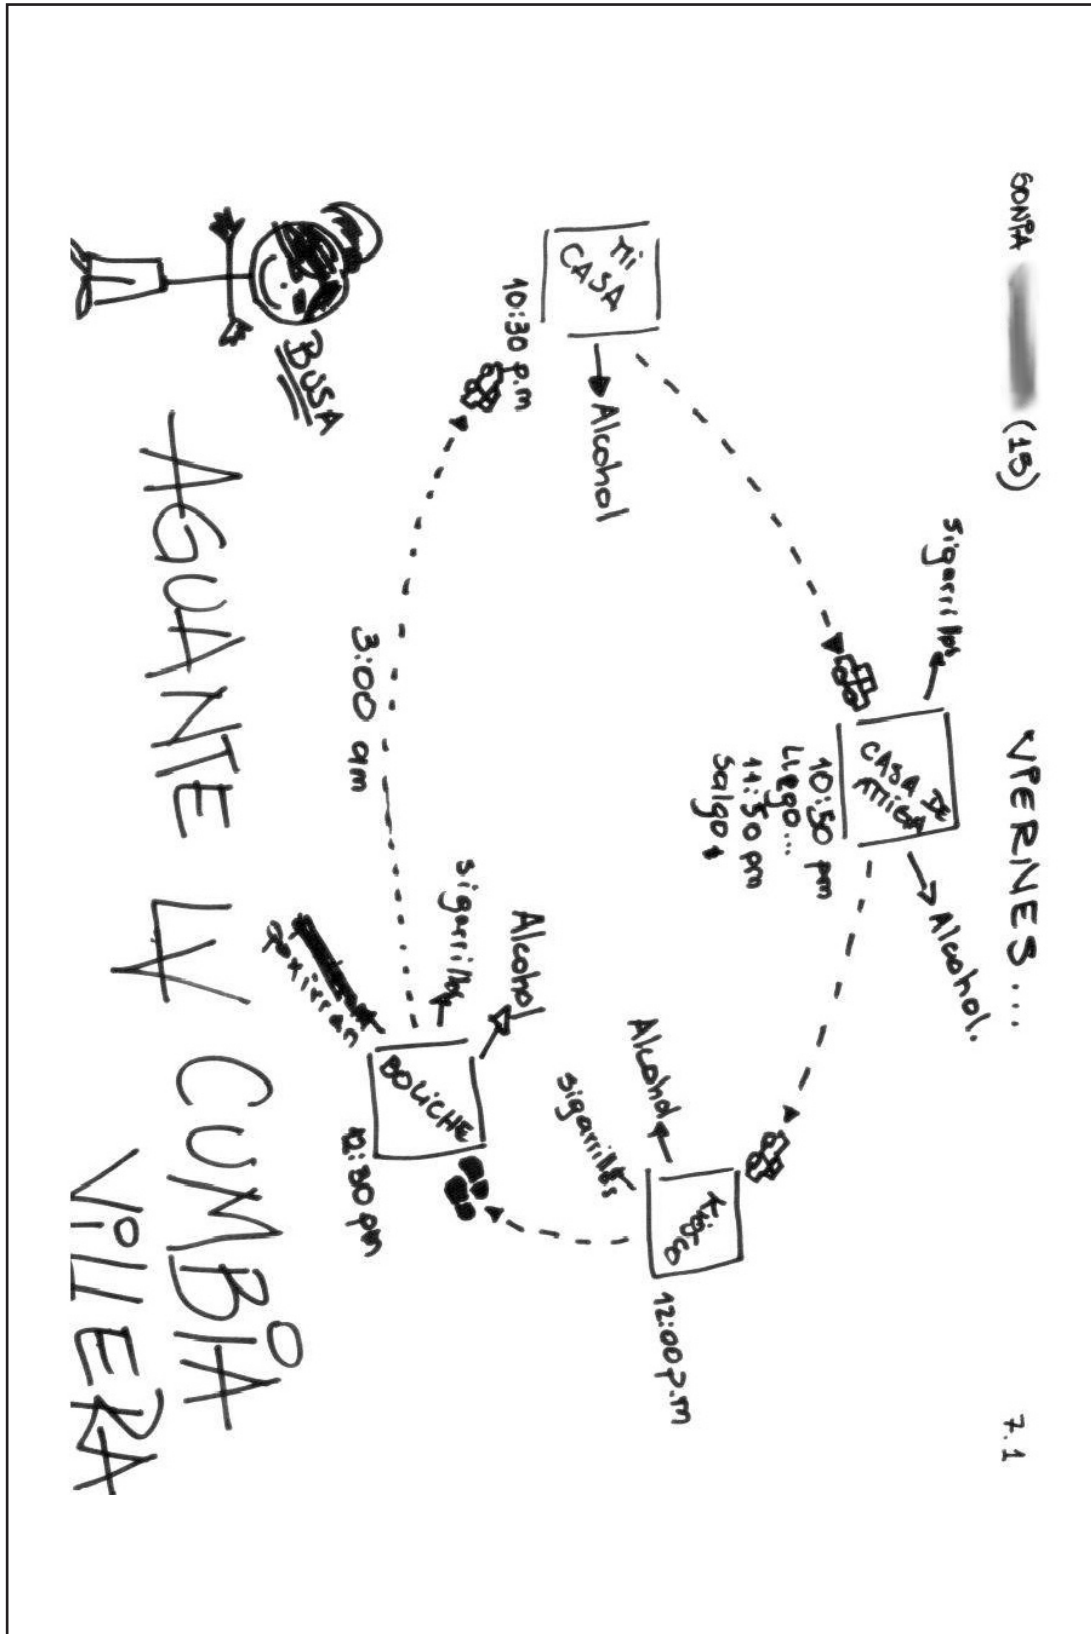 SONIA (15)
VIERNES...
7.1
MI
CASA
10:30 p.m
Alcohol
sigarrillos
CASA DE
AMIGA
10:50 pm
Llego...
11:50 pm
Salgo
Alcohol.
Kiosco
12:00 p.m
Alcohol
sigarrillos
BOLICHE
12:30 pm
Alcohol
sigarrillos
Poxirran
3:00 am
BUSA
AGUANTE LA CUMBIA
VILLERA